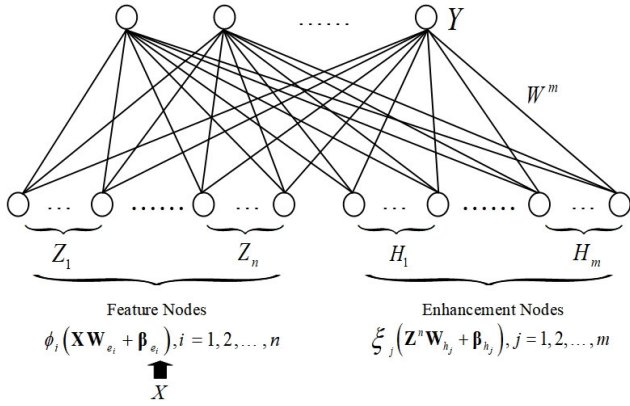 ...... Y
W^m
... ...... ... ... ...... ...
Z_1 Z_n H_1 H_m
Feature Nodes Enhancement Nodes
ϕ_i(XW_{e_i} + β_{e_i}), i = 1, 2, ..., n ξ_j(Z^nW_{h_j} + β_{h_j}), j = 1, 2, ..., m
X